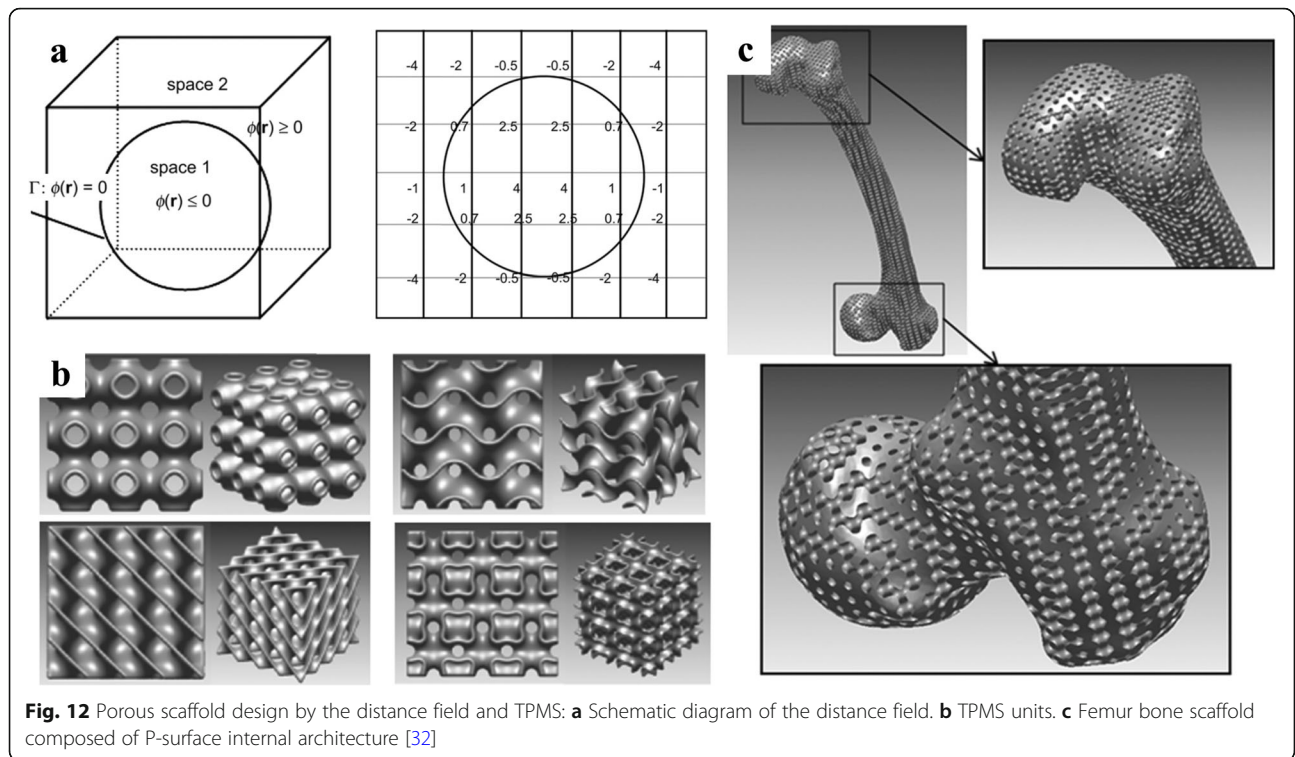 a
space 2
ϕ(r) ≥ 0
space 1
Γ: ϕ(r) = 0
ϕ(r) ≤ 0
-4 -2 -0.5 -0.5 -2 -4
-2 0.7 2.5 2.5 0.7 -2
-1 1 4 4 1 -1
-2 0.7 2.5 2.5 0.7 -2
-4 -2 -0.5 -0.5 -2 -4
b
c
Fig. 12 Porous scaffold design by the distance field and TPMS: a Schematic diagram of the distance field. b TPMS units. c Femur bone scaffold
composed of P-surface internal architecture [32]